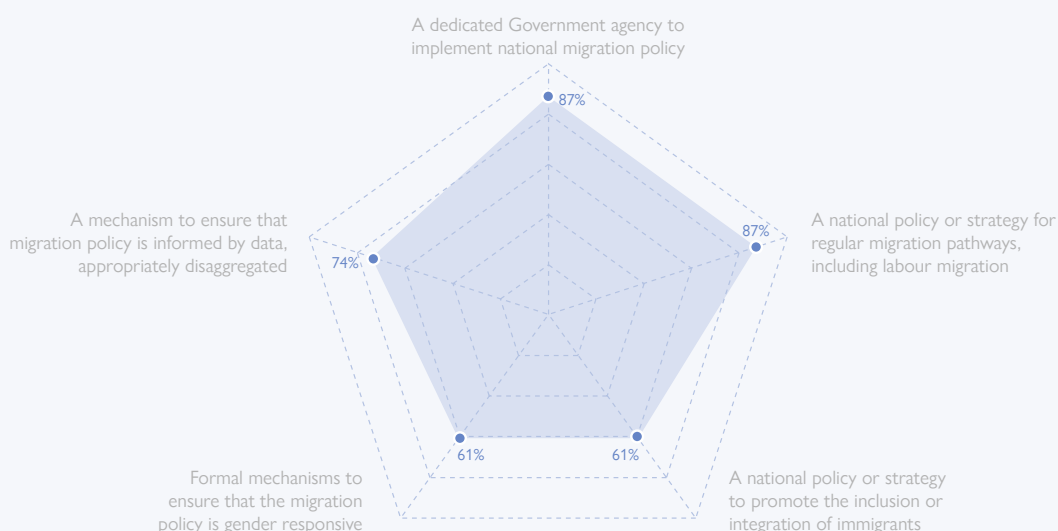 A dedicated Government agency to
implement national migration policy
87%
A mechanism to ensure that
migration policy is informed by data,
appropriately disaggregated
74%
87%
A national policy or strategy for
regular migration pathways,
including labour migration
Formal mechanisms to
ensure that the migration
policy is gender responsive
61%
61%
A national policy or strategy
to promote the inclusion or
integration of immigrants